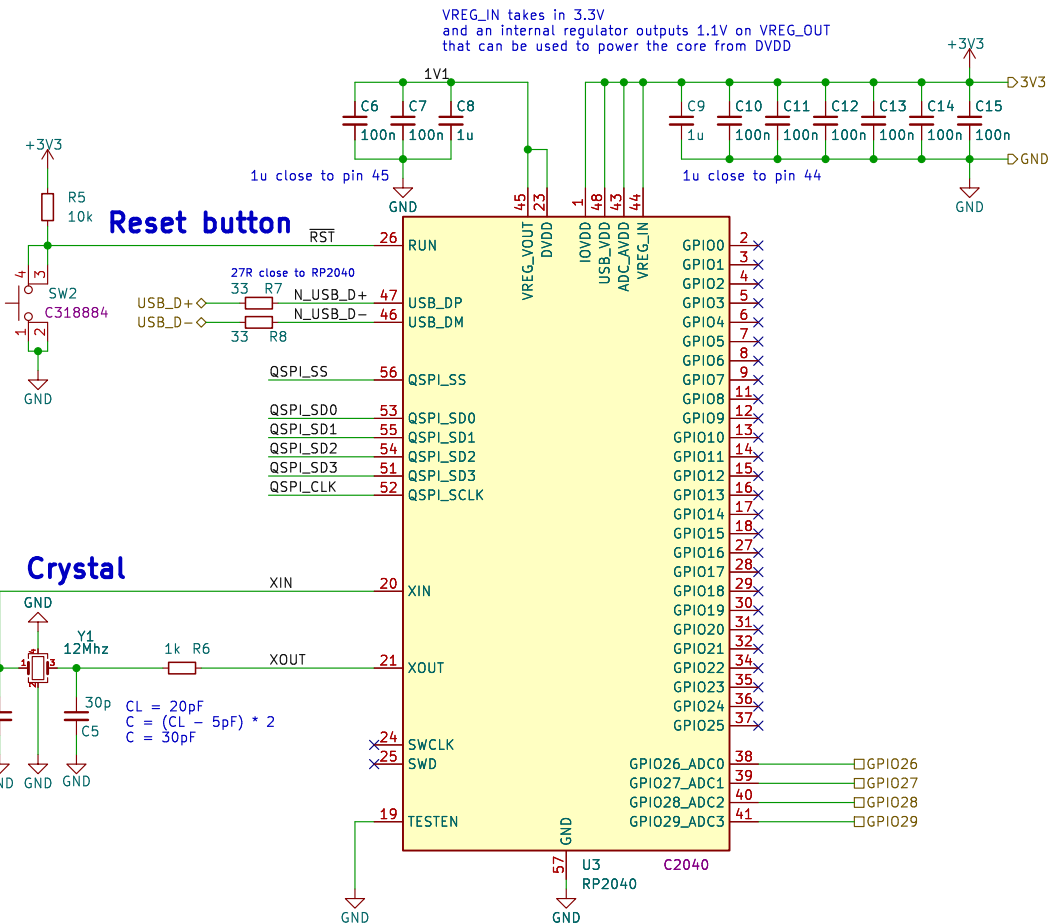 VREG_IN takes in 3.3V
and an internal regulator outputs 1.1V on VREG_OUT
that can be used to power the core from DVDD
+3V3
1V1
3V3
C6 C7 C8
100n 100n 1u
C9 C10 C11 C12 C13 C14 C15
1u 100n 100n 100n 100n 100n 100n
GND
1u close to pin 45
1u close to pin 44
GND
GND
+3V3
R5
10k
Reset button
RST
45 23 1 48 43 44
VREG_VOUT
DVDD
IOVDD
USB_VDD
ADC_AVDD
VREG_IN
26 RUN
4 3
SW2
C318884
1 2
GND
27R close to RP2040
USB_D+ 33 R7 N_USB_D+ 47 USB_DP
USB_D- 33 R8 N_USB_D- 46 USB_DM
QSPI_SS 56 QSPI_SS
QSPI_SD0 53 QSPI_SD0
QSPI_SD1 55 QSPI_SD1
QSPI_SD2 54 QSPI_SD2
QSPI_SD3 51 QSPI_SD3
QSPI_CLK 52 QSPI_SCLK
GPIO0 2
GPIO1 3
GPIO2 4
GPIO3 5
GPIO4 6
GPIO5 7
GPIO6 8
GPIO7 9
GPIO8 11
GPIO9 12
GPIO10 13
GPIO11 14
GPIO12 15
GPIO13 16
GPIO14 17
GPIO15 18
GPIO16 27
GPIO17 28
GPIO18 29
GPIO19 30
GPIO20 31
GPIO21 32
GPIO22 34
GPIO23 35
GPIO24 36
GPIO25 37
Crystal
XIN 20 XIN
GND
Y1
12Mhz
1 2 3
1k R6
XOUT 21 XOUT
30p
C5
CL = 20pF
C = (CL - 5pF) * 2
C = 30pF
ND GND GND
24 SWCLK
25 SWD
19 TESTEN
GPIO26_ADC0 38 GPIO26
GPIO27_ADC1 39 GPIO27
GPIO28_ADC2 40 GPIO28
GPIO29_ADC3 41 GPIO29
GND
57
U3
RP2040
C2040
GND
GND